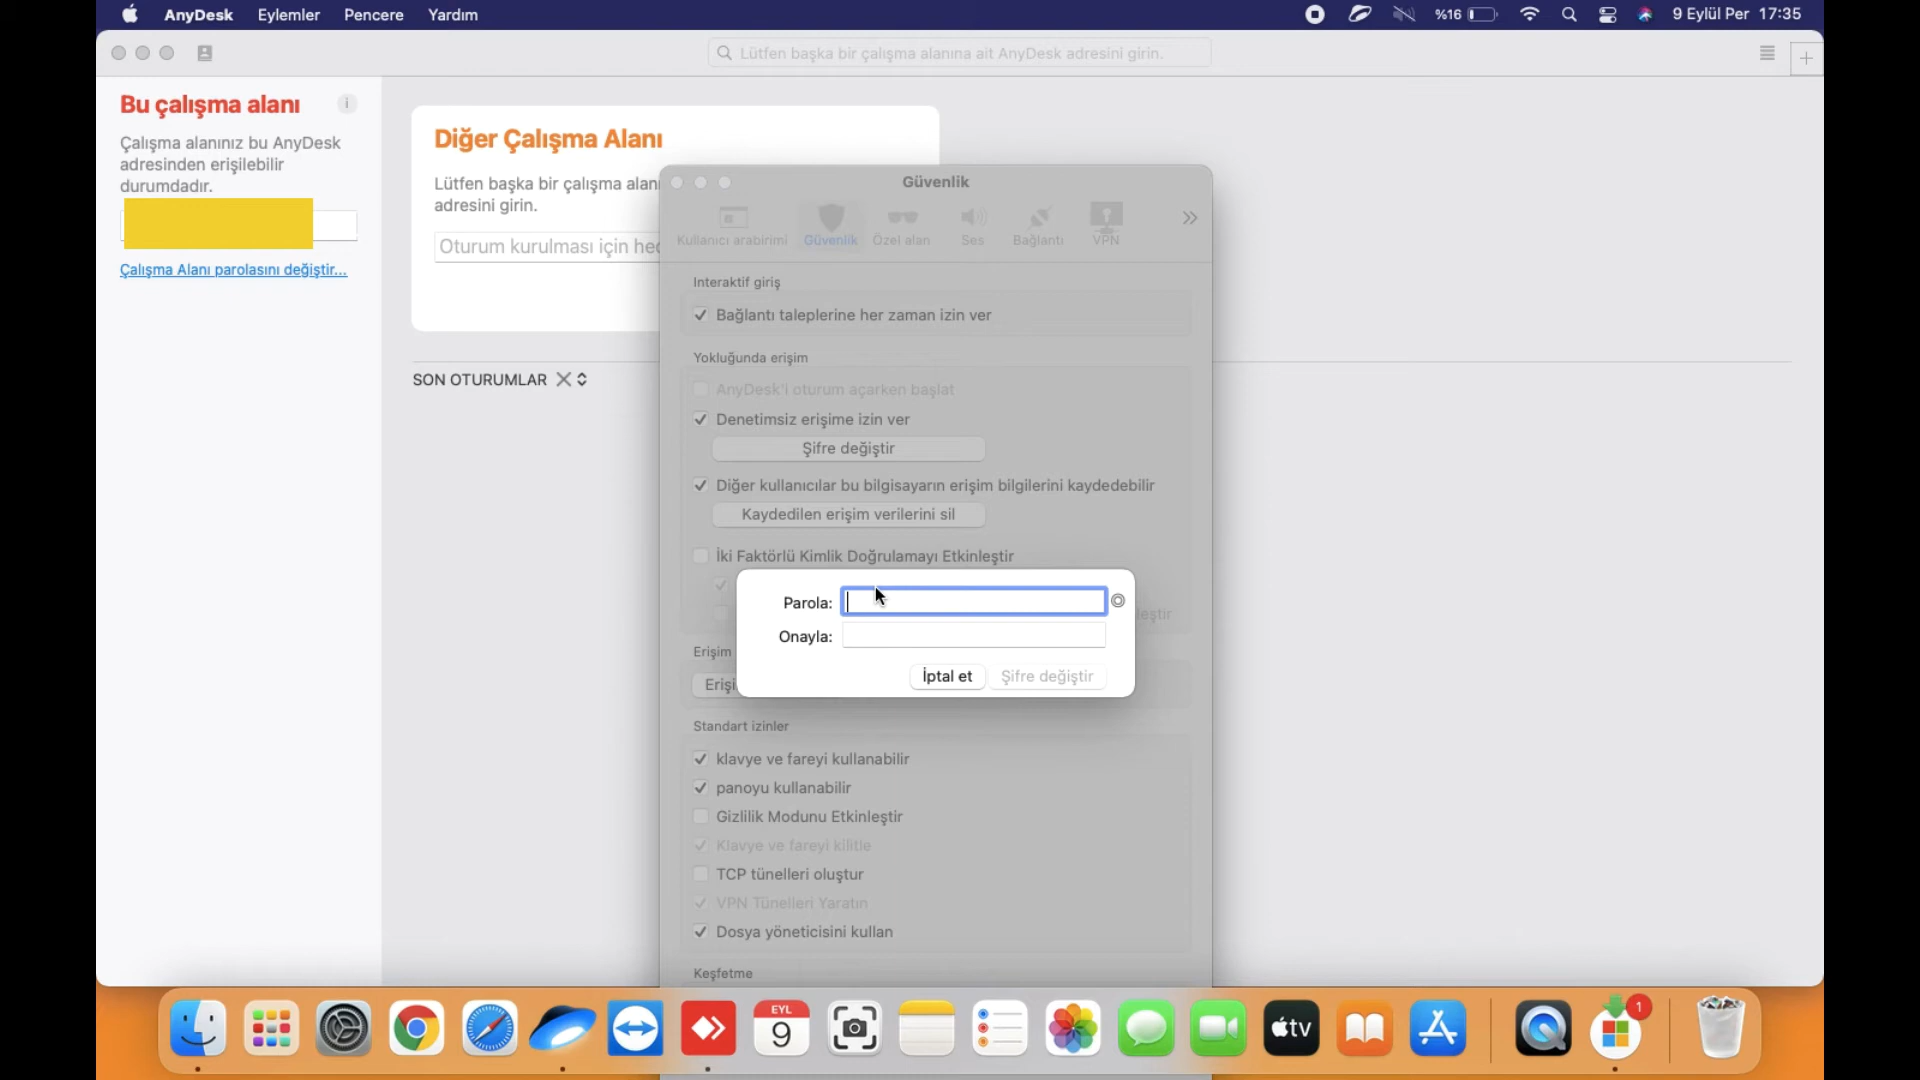 AnyDesk Eylemler Pencere Yardım %16 9 Eylül Per 17:35
Lütfen başka bir çalışma alanına ait AnyDesk adresini girin.
Bu çalışma alanı
Çalışma alanınız bu AnyDesk
adresinden erişilebilir
durumdadır.
Çalışma Alanı parolasını değiştir...
Diğer Çalışma Alanı
Lütfen başka bir çalışma alanı
adresini girin.
Oturum kurulması için hed
SON OTURUMLAR
Güvenlik
Kullanıcı arabirimi Güvenlik Özel alan Ses Bağlantı VPN
Interaktif giriş
Bağlantı taleplerine her zaman izin ver
Yokluğunda erişim
AnyDesk'i oturum açarken başlat
Denetimsiz erişime izin ver
Şifre değiştir
Diğer kullanıcılar bu bilgisayarın erişim bilgilerini kaydedebilir
Kaydedilen erişim verilerini sil
İki Faktörlü Kimlik Doğrulamayı Etkinleştir
Parola:
Onayla:
İptal et Şifre değiştir
leştir
Erişim
Erişi
Standart izinler
klavye ve fareyi kullanabilir
panoyu kullanabilir
Gizlilik Modunu Etkinleştir
Klavye ve fareyi kilitle
TCP tünelleri oluştur
VPN Tünelleri Yaratın
Dosya yöneticisini kullan
Keşfetme
EYL
9
tv
1